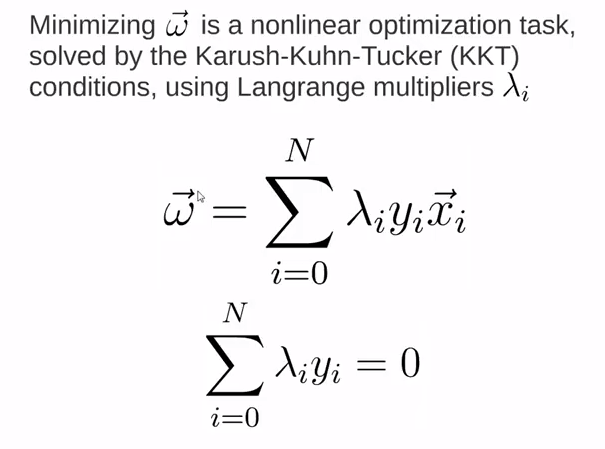 Minimizing $\vec{\omega}$ is a nonlinear optimization task,
solved by the Karush-Kuhn-Tucker (KKT)
conditions, using Langrange multipliers $\lambda_i$
$\vec{\omega} = \sum_{i=0}^{N} \lambda_i y_i \vec{x}_i$
$\sum_{i=0}^{N} \lambda_i y_i = 0$